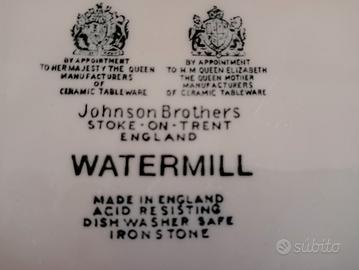 BY APPOINTMENT
TO HER MAJESTY THE QUEEN
MANUFACTURERS
OF
CERAMIC TABLEWARE
BY APPOINTMENT
TO H M QUEEN ELIZABETH
THE QUEEN MOTHER
MANUFACTURERS
OF CERAMIC TABLEWARE
Johnson Brothers
STOKE-ON-TRENT
ENGLAND
WATERMILL
MADE IN ENGLAND
ACID RESISTING
DISH WASHER SAFE
IRONSTONE
subito